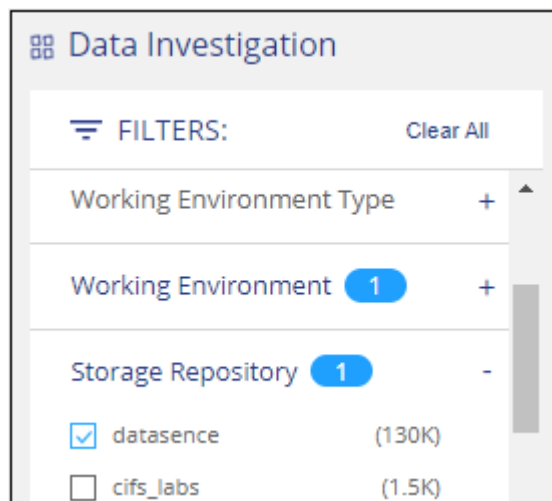 Data Investigation
FILTERS: Clear All
Working Environment Type +
Working Environment 1 +
Storage Repository 1 -
datasence (130K)
cifs_labs (1.5K)